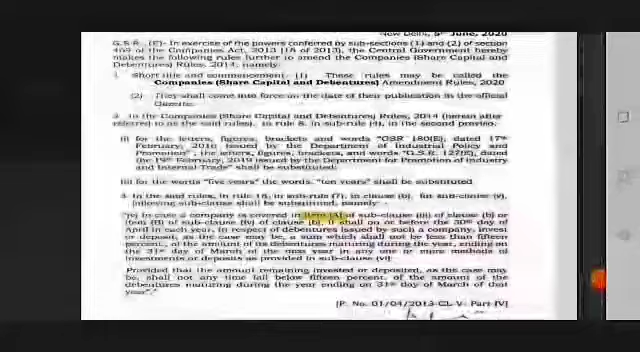 New Delhi, 5th June, 2020
G.S.R. (E)- In exercise of the powers conferred by sub-sections (1) and (2) of section
469 of the Companies Act, 2013 (18 of 2013), the Central Government hereby
makes the following rules further to amend the Companies (Share Capital and
Debentures) Rules, 2014, namely
1. Short title and commencement.- (1) These rules may be called the
Companies (Share Capital and Debentures) Amendment Rules, 2020
(2) They shall come into force on the date of their publication in the official
Gazette.
2. In the Companies (Share Capital and Debentures) Rules, 2014 (herein after
referred to as the said rules), in rule 8, in sub-rule (4), in the second proviso,
(i) for the letters, figures, brackets and words "GSR 180(E), dated 17th
February, 2016 issued by the Department of Industrial Policy and
Promotion", the letters, figures, brackets, and words "G.S.R. 127(E), dated
the 19th February, 2019 issued by the Department for Promotion of Industry
and Internal Trade" shall be substituted
(ii) for the words "five years" the words, "ten years" shall be substituted
in the said rules, in rule 18, in sub-rule (7), in clause (b), for sub-clause (v),
following sub-clause shall be substituted, namely
In case a company is covered in item (A) of sub-clause (iii) of clause (b) or
item (B) of sub-clause (iv) of clause (b), it shall on or before the 30th day of
April in each year, in respect of debentures issued by such a company, invest
or deposit, as the case may be, a sum which shall not be less than fifteen
percent, of the amount of its debentures maturing during the year, ending on
the 31st day of March of the next year in any one or more methods of
investments or deposits as provided in sub-clause (vi)
Provided that the amount remaining invested or deposited, as the case may
be, shall not any time fall below fifteen percent, of the amount of the
debentures maturing during the year ending on 31st day of March of that
year"."
[F. No. 01/04/2013-CL-V- Part-IV]